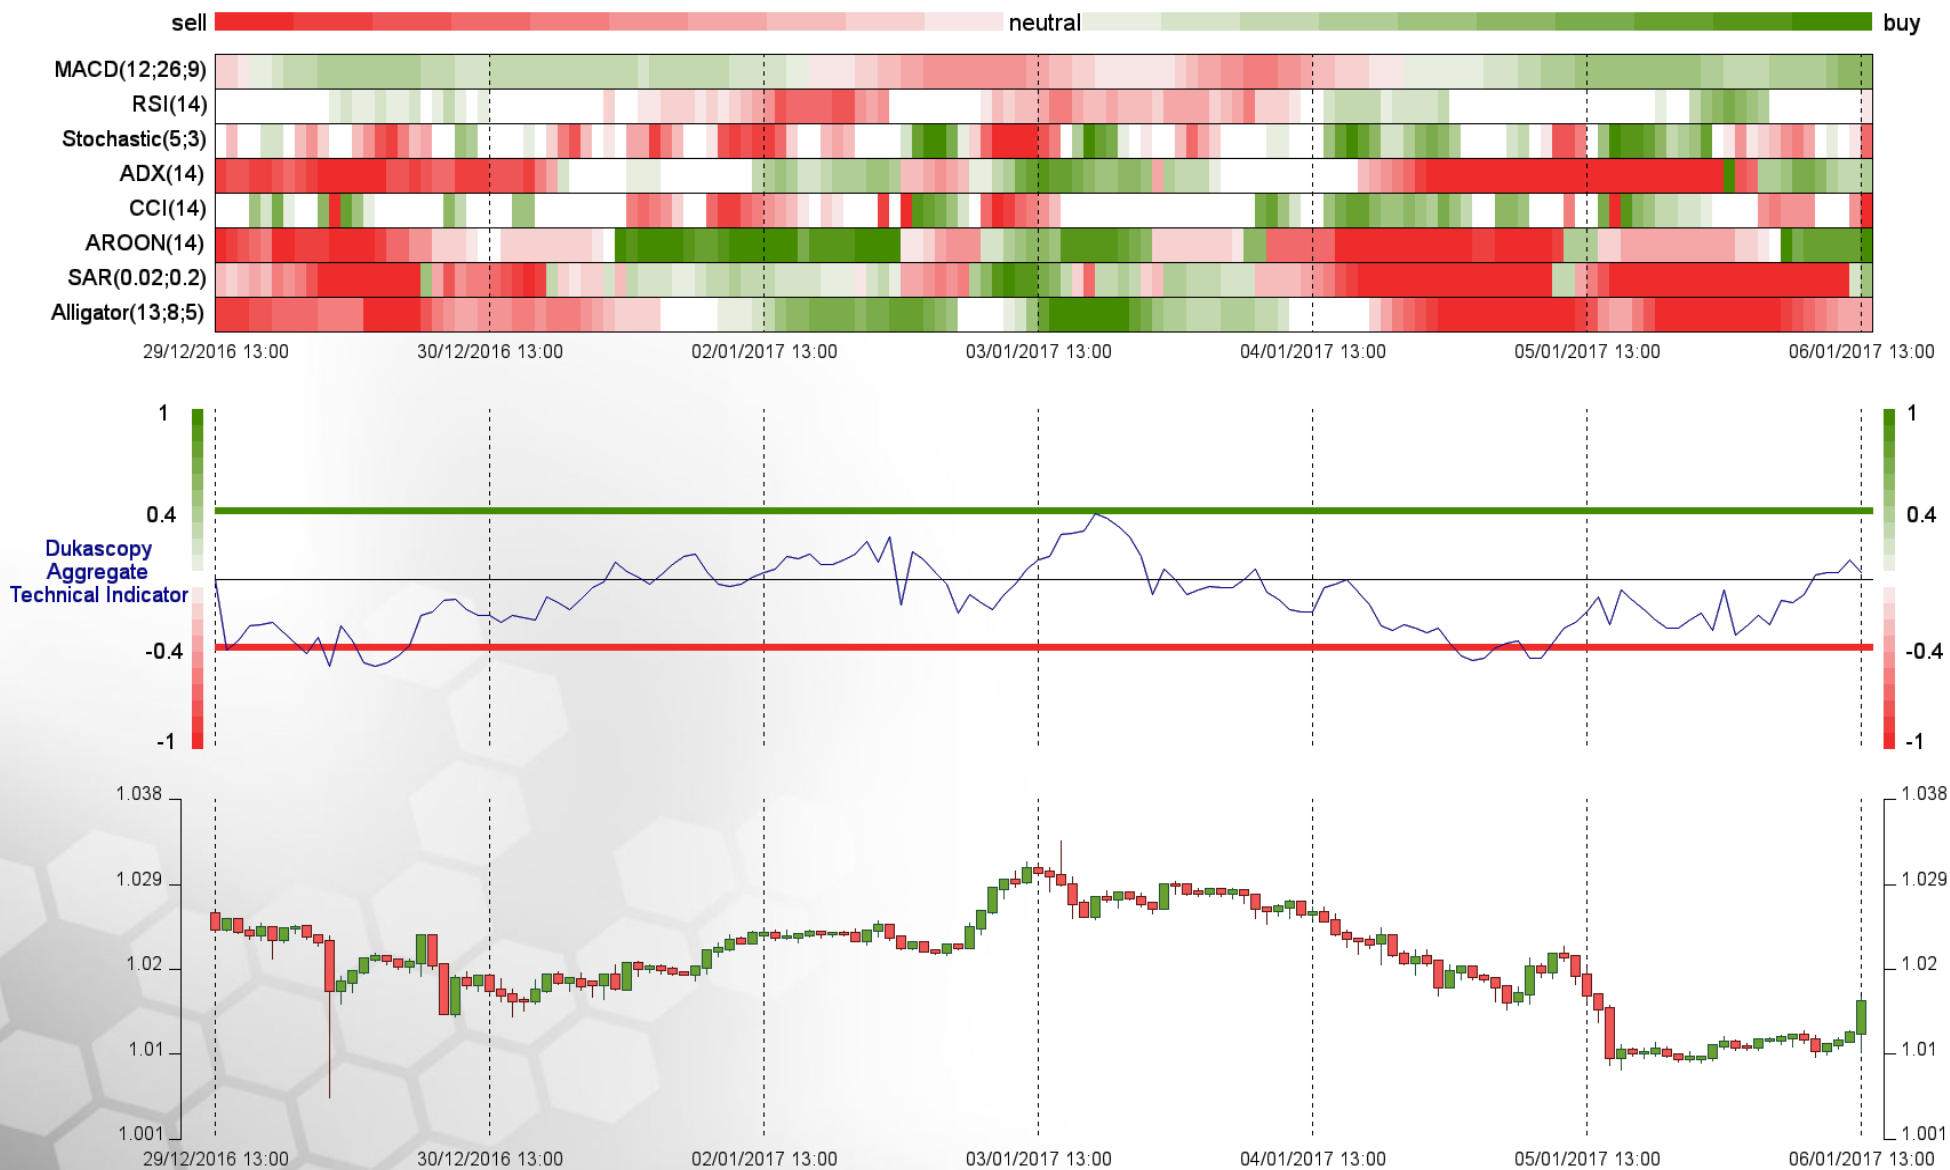 sell neutral buy
MACD(12;26;9)
RSI(14)
Stochastic(5;3)
ADX(14)
CCI(14)
AROON(14)
SAR(0.02;0.2)
Alligator(13;8;5)
29/12/2016 13:00 30/12/2016 13:00 02/01/2017 13:00 03/01/2017 13:00 04/01/2017 13:00 05/01/2017 13:00 06/01/2017 13:00
1 1
0.4 0.4
Dukascopy
Aggregate
Technical Indicator
-0.4 -0.4
-1 -1
1.038 1.038
1.029 1.029
1.02 1.02
1.01 1.01
1.001 1.001
29/12/2016 13:00 30/12/2016 13:00 02/01/2017 13:00 03/01/2017 13:00 04/01/2017 13:00 05/01/2017 13:00 06/01/2017 13:00